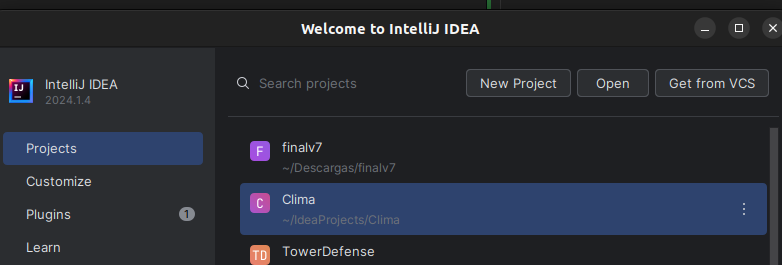 Welcome to IntelliJ IDEA
IJ
IntelliJ IDEA
2024.1.4
Search projects
New Project
Open
Get from VCS
Projects
Customize
Plugins
1
Learn
F
finalv7
~/Descargas/finalv7
C
Clima
~/IdeaProjects/Clima
TD
TowerDefense